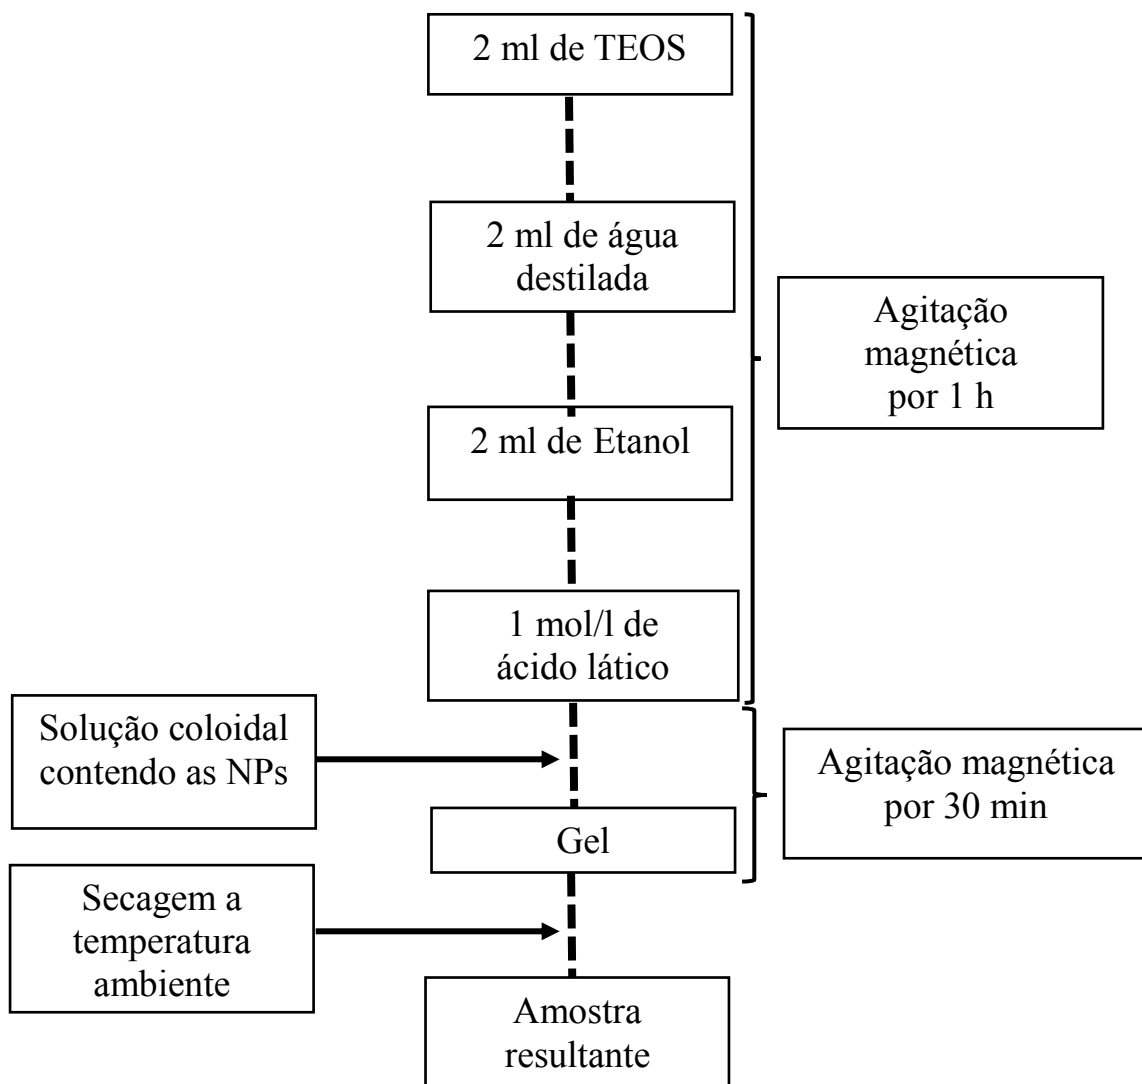 2 ml de TEOS
2 ml de água
destilada
Agitação
magnética
por 1 h
2 ml de Etanol
1 mol/l de
ácido lático
Solução coloidal
contendo as NPs
Agitação magnética
por 30 min
Gel
Secagem a
temperatura
ambiente
Amostra
resultante